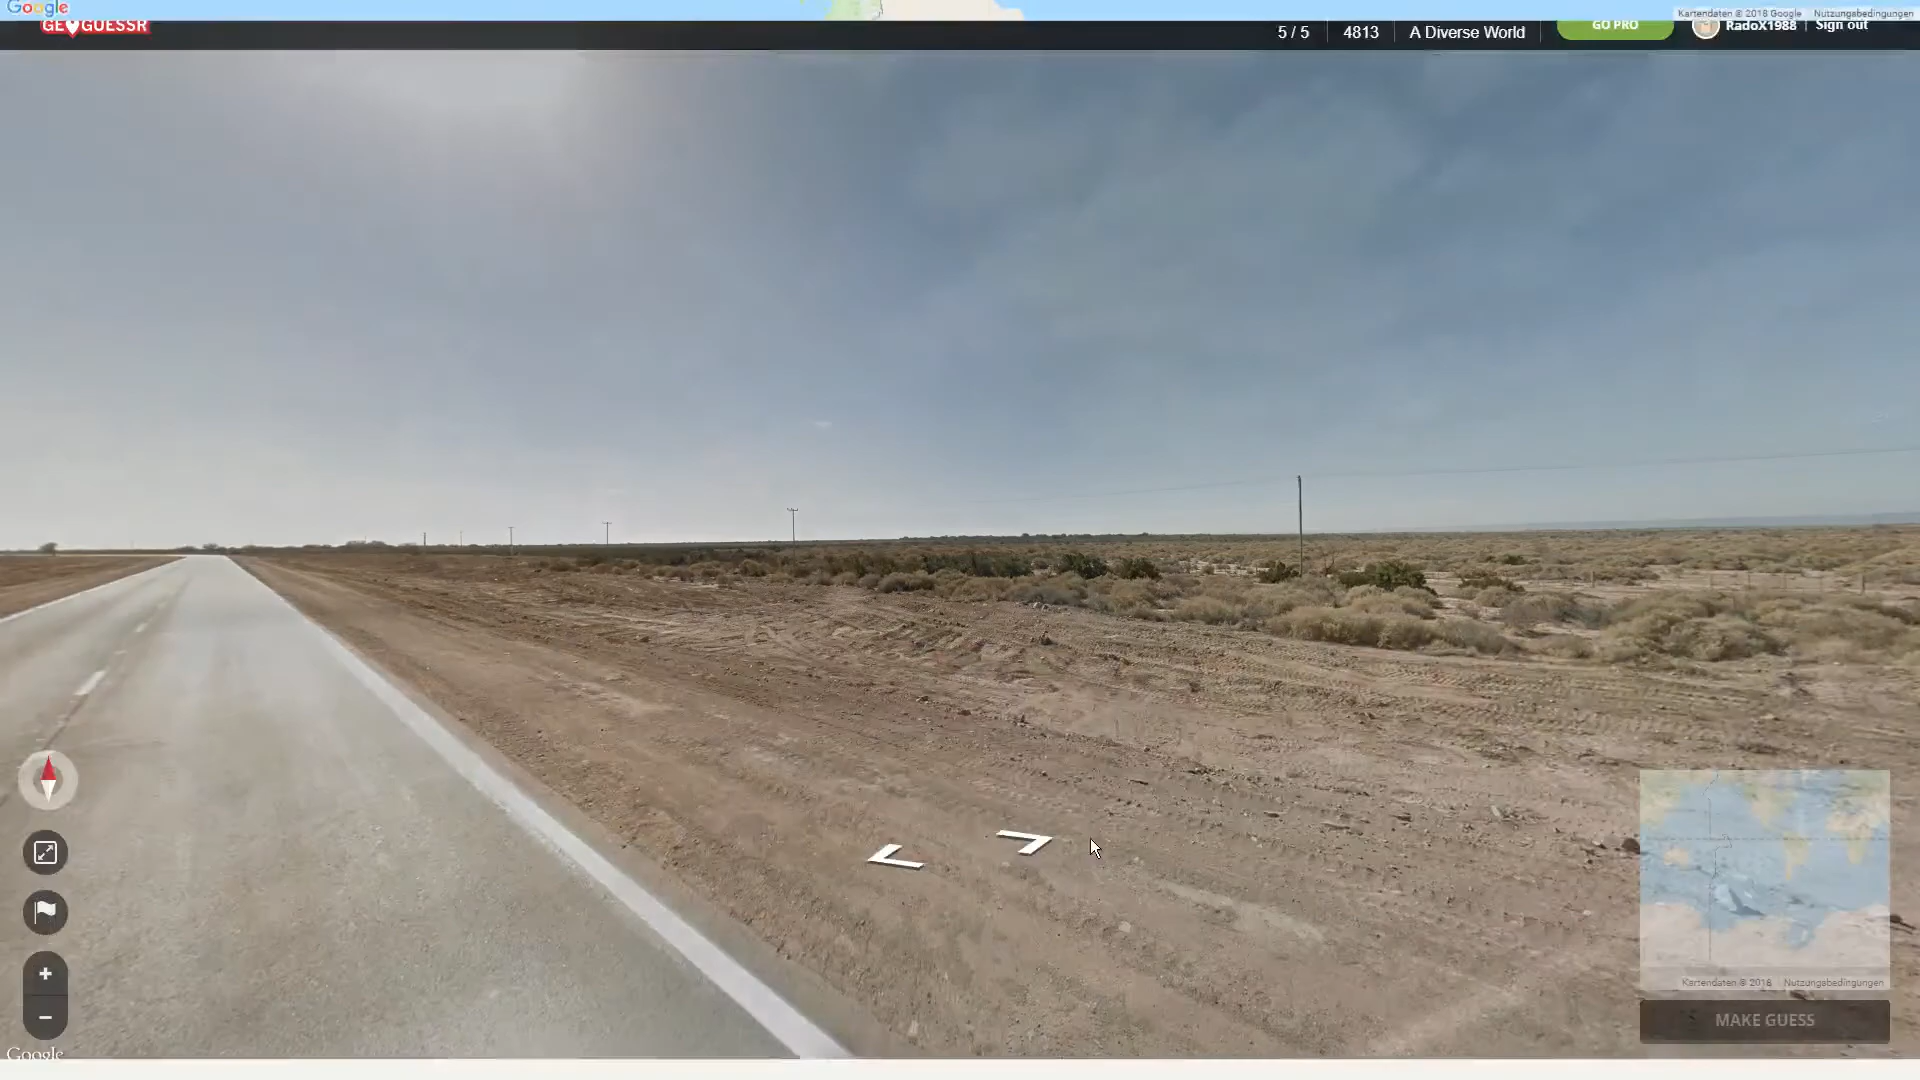 Google
Kartendaten © 2018 Google Nutzungsbedingungen
GEOGUESSR
5 / 5 4813 A Diverse World GO PRO RadoX1988 Sign out
Kartendaten © 2018 Nutzungsbedingungen
MAKE GUESS
Google